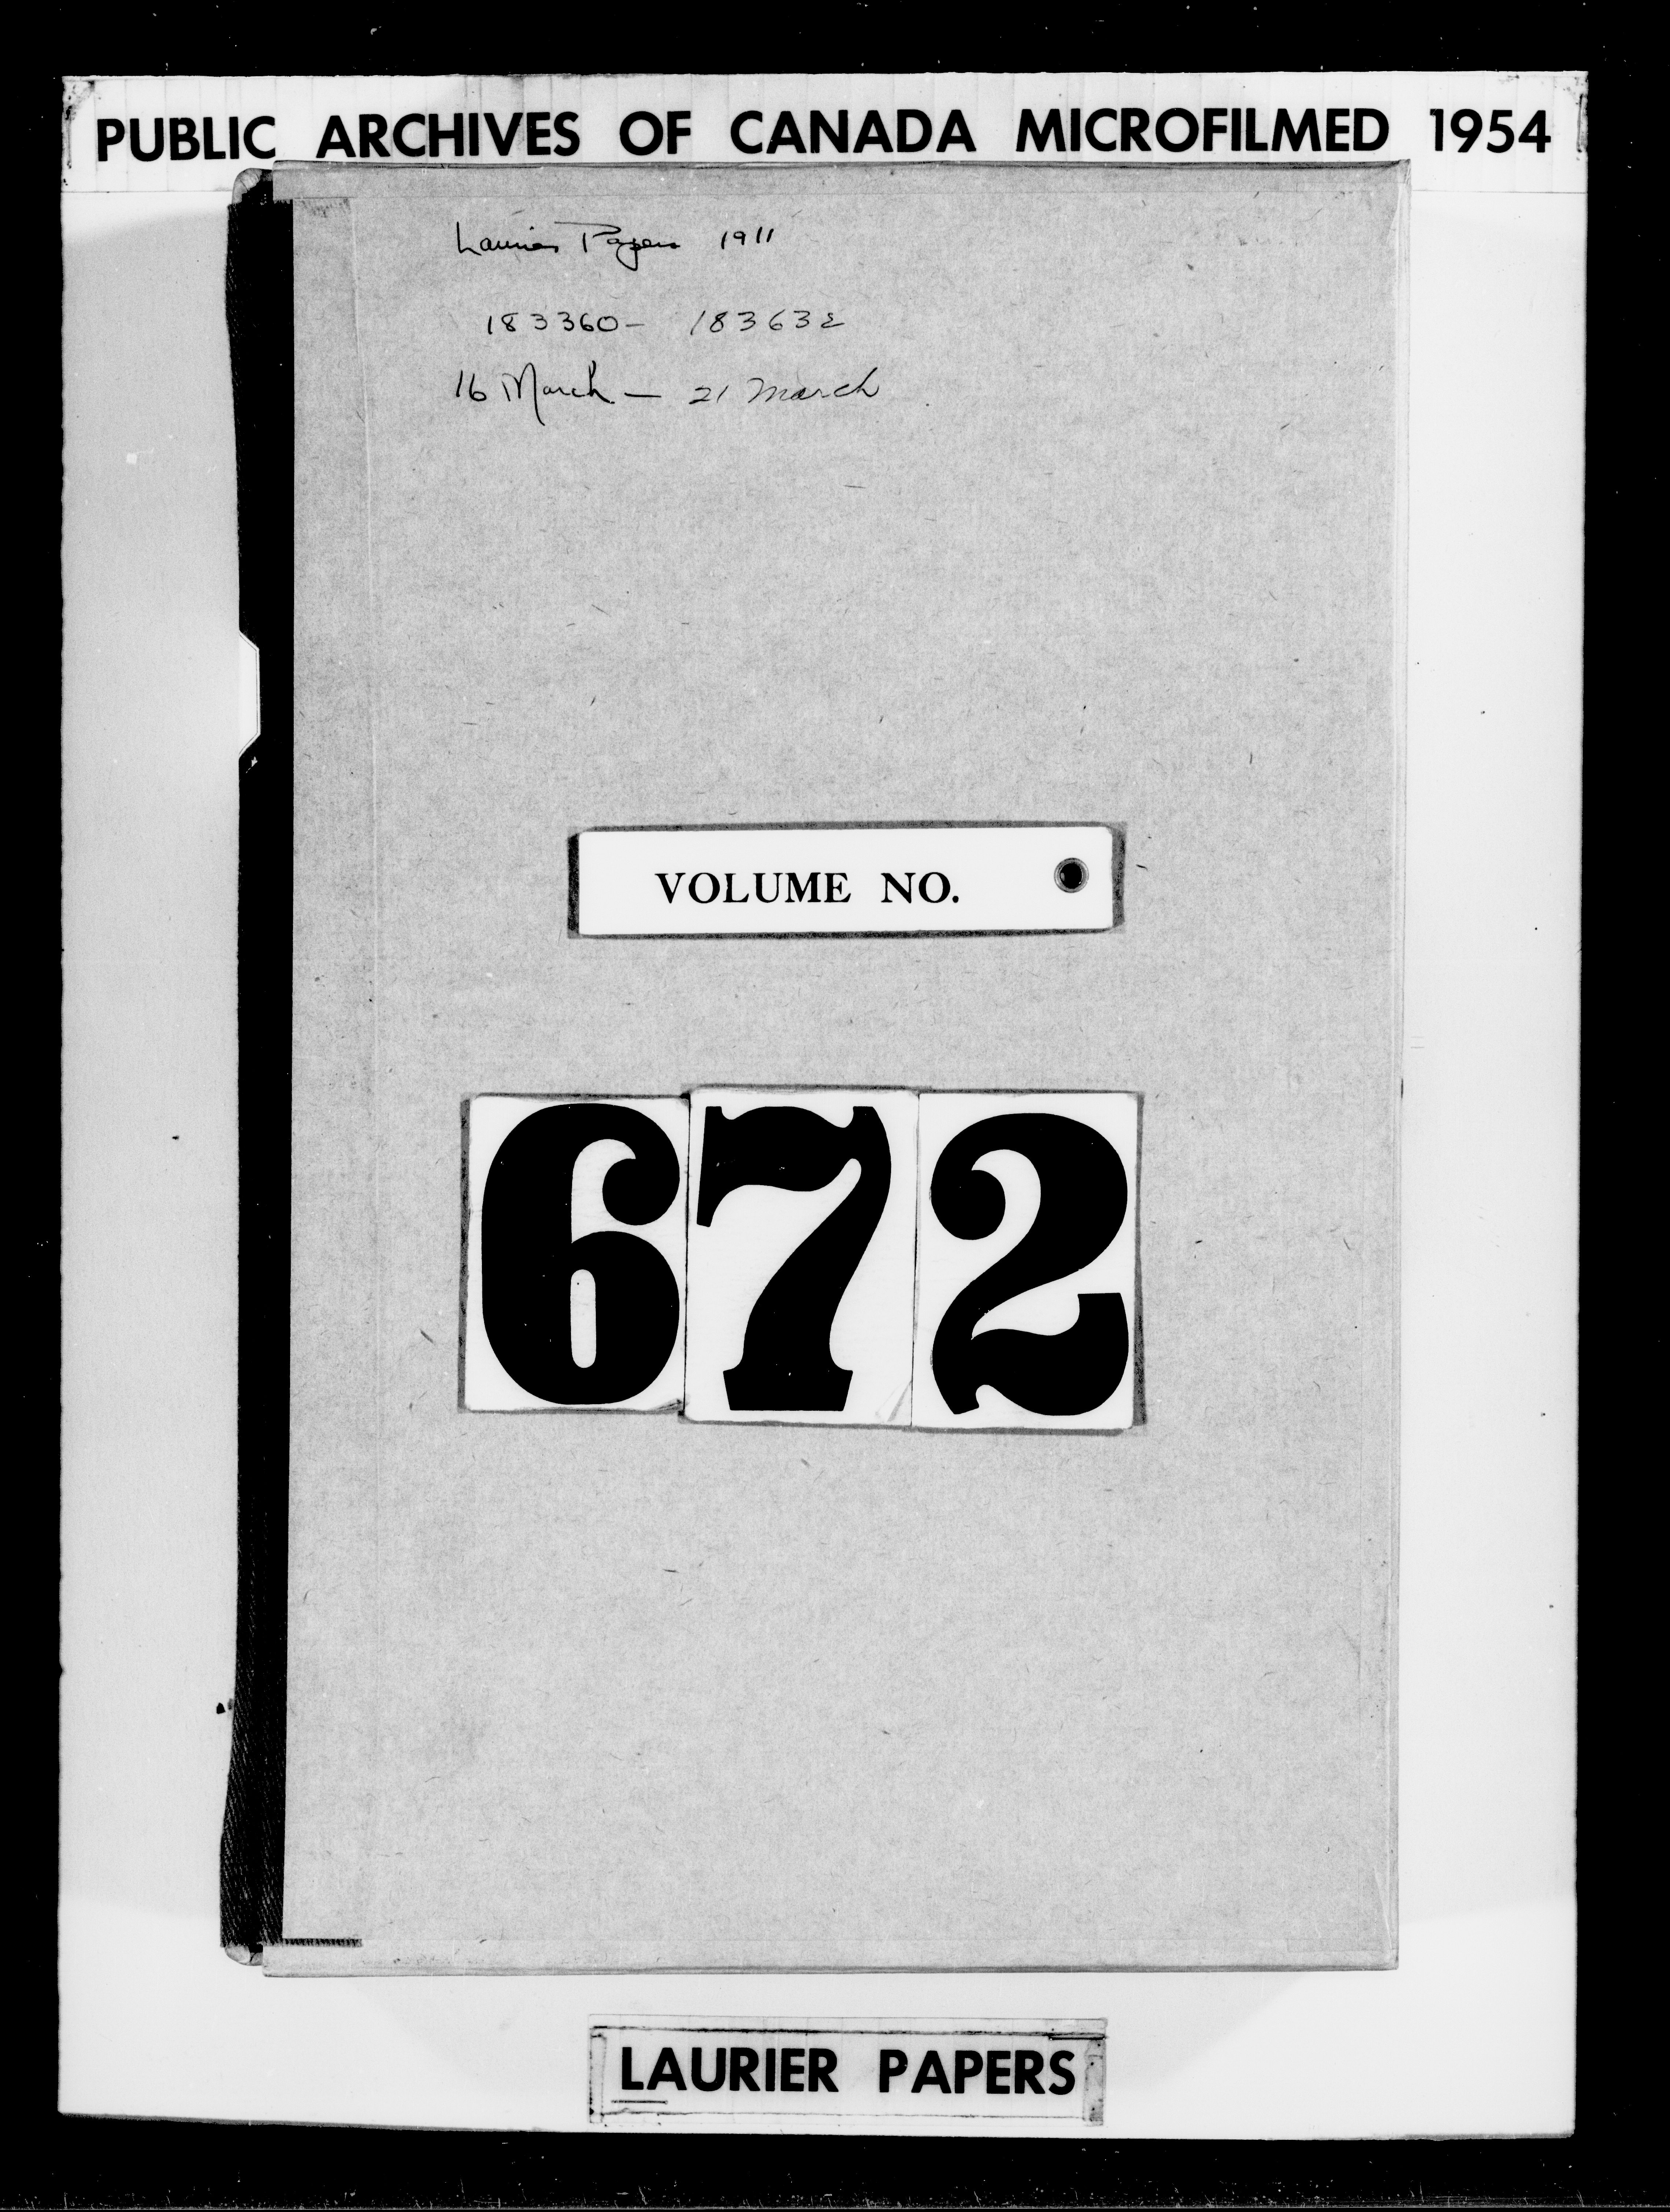 PUBLIC ARCHIVES OF CANADA MICROFILMED 1954
Laurier Papers 1911
183360- 183632
16 March - 21 March
VOLUME NO.
672
LAURIER PAPERS